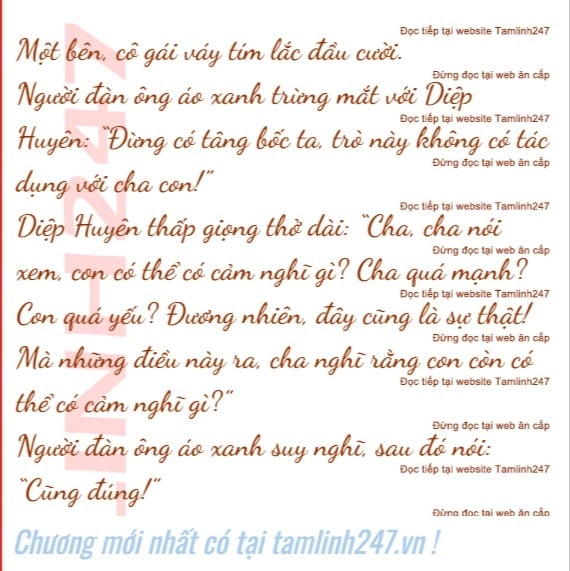 Đọc tiếp tại website Tamlinh247
Một bên, cô gái váy tím lắc đầu cười.
Đừng đọc tại web ăn cắp
Người đàn ông áo xanh trừng mắt với Diệp
Đọc tiếp tại website Tamlinh247
Huyên: “Đừng có tâng bốc ta, trò này không có tác
Đừng đọc tại web ăn cắp
dụng với cha con!”
Đọc tiếp tại website Tamlinh247
Diệp Huyên thấp giọng thở dài: “Cha, cha nói
Đừng đọc tại web ăn cắp
xem, con có thể có cảm nghĩ gì? Cha quá mạnh?
Đọc tiếp tại website Tamlinh247
Con quá yếu? Đương nhiên, đây cũng là sự thật!
Đừng đọc tại web ăn cắp
Mà những điều này ra, cha nghĩ rằng con còn có
Đọc tiếp tại website Tamlinh247
thể có cảm nghĩ gì?”
Đừng đọc tại web ăn cắp
Người đàn ông áo xanh suy nghĩ, sau đó nói:
Đọc tiếp tại website Tamlinh247
“Cũng đúng!”
Đừng đọc tại web ăn cắp
Chương mới nhất có tại tamlinh247.vn !
-INH247